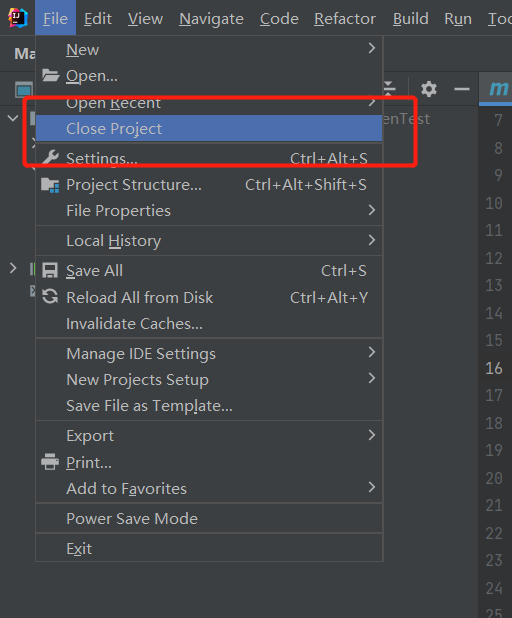 File Edit View Navigate Code Refactor Build Run
Ma
New
Open...
Open Recent
Close Project
enTest
Settings... Ctrl+Alt+S
Project Structure... Ctrl+Alt+Shift+S
File Properties
Local History
Save All Ctrl+S
Reload All from Disk Ctrl+Alt+Y
Invalidate Caches...
Manage IDE Settings
New Projects Setup
Save File as Template...
Export
Print...
Add to Favorites
Power Save Mode
Exit
m
7
8
9
10
11
12
13
14
15
16
17
18
19
20
21
22
23
24
25